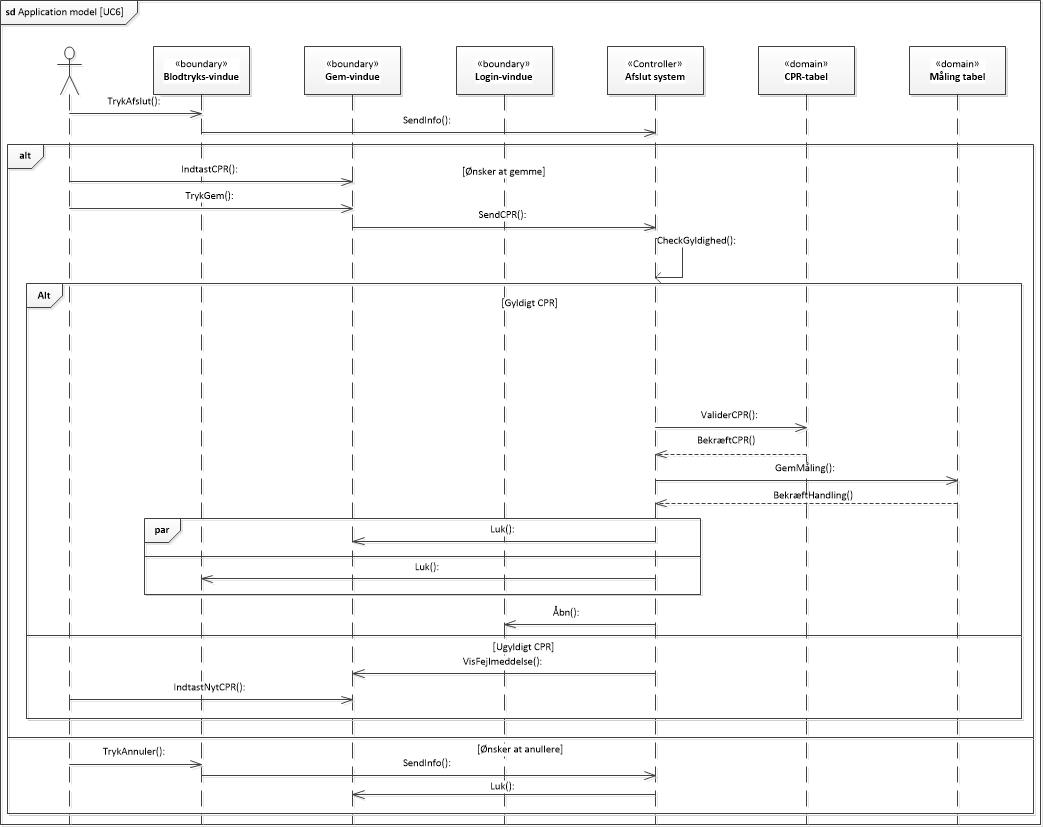 sd Application model [UC6]
«boundary»
Blodtryks-vindue
«boundary»
Gem-vindue
«boundary»
Login-vindue
«Controller»
Afslut system
«domain»
CPR-tabel
«domain»
Måling tabel
TrykAfslut():
SendInfo():
alt
IndtastCPR():
[Ønsker at gemme]
TrykGem():
SendCPR():
CheckGyldighed():
Alt
[Gyldigt CPR]
ValiderCPR():
BekræftCPR()
GemMåling():
BekræftHandling()
par
Luk():
Luk():
Åbn():
[Ugyldigt CPR]
VisFejlmeddelse():
IndtastNytCPR():
TrykAnnuler():
[Ønsker at anullere]
SendInfo():
Luk():